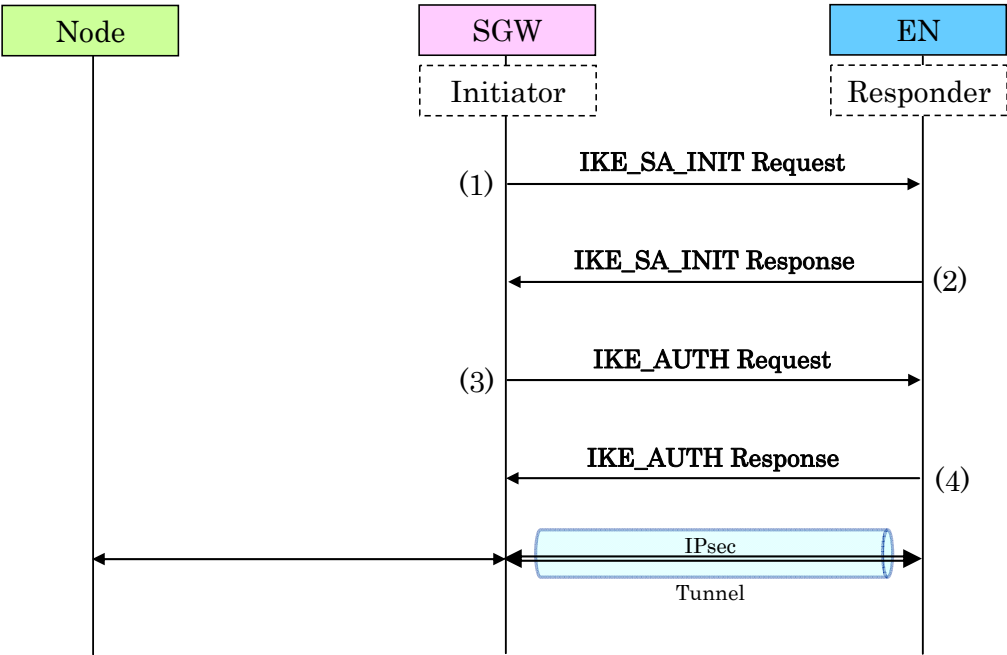 Node
SGW
EN
Initiator
Responder
IKE_SA_INIT Request
(1)
IKE_SA_INIT Response
(2)
IKE_AUTH Request
(3)
IKE_AUTH Response
(4)
IPsec
Tunnel